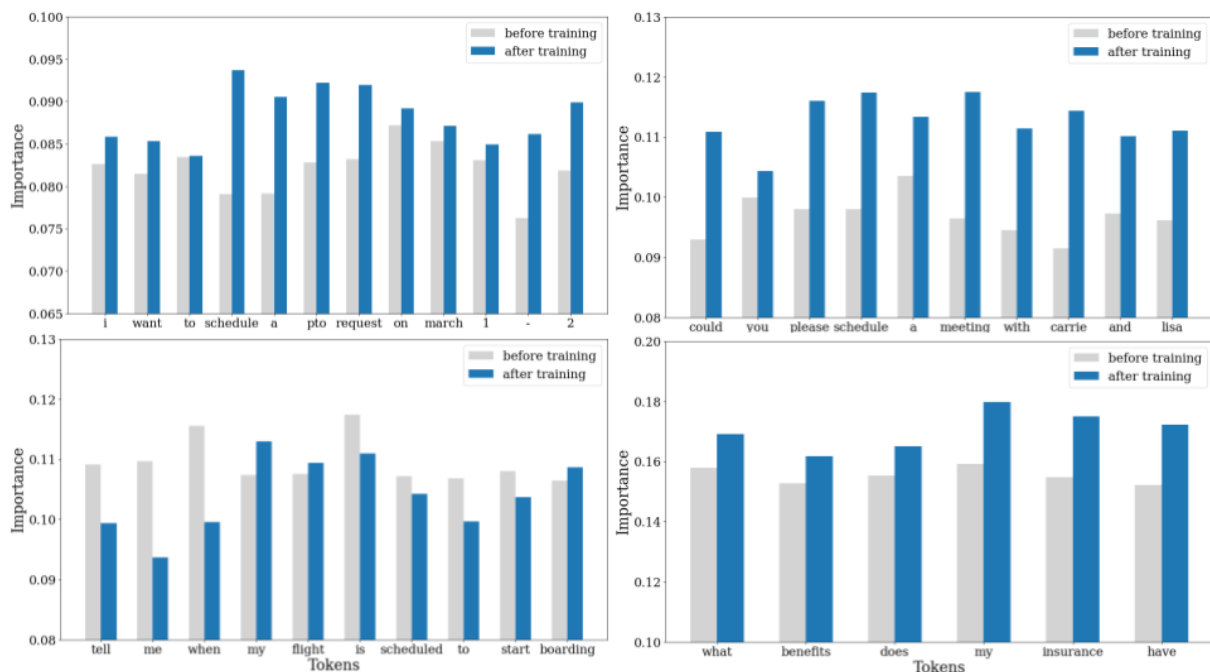 0.100
0.095
0.090
0.085
0.080
0.075
0.070
0.065
Importance
before training
after training
i want to schedule a pto request on march 1 - 2
0.13
0.12
0.11
0.10
0.09
0.08
Importance
before training
after training
could you please schedule a meeting with carrie and lisa
0.13
0.12
0.11
0.10
0.09
0.08
Importance
before training
after training
tell me when my flight is scheduled to start boarding
Tokens
0.20
0.18
0.16
0.14
0.12
0.10
Importance
before training
after training
what benefits does my insurance have
Tokens